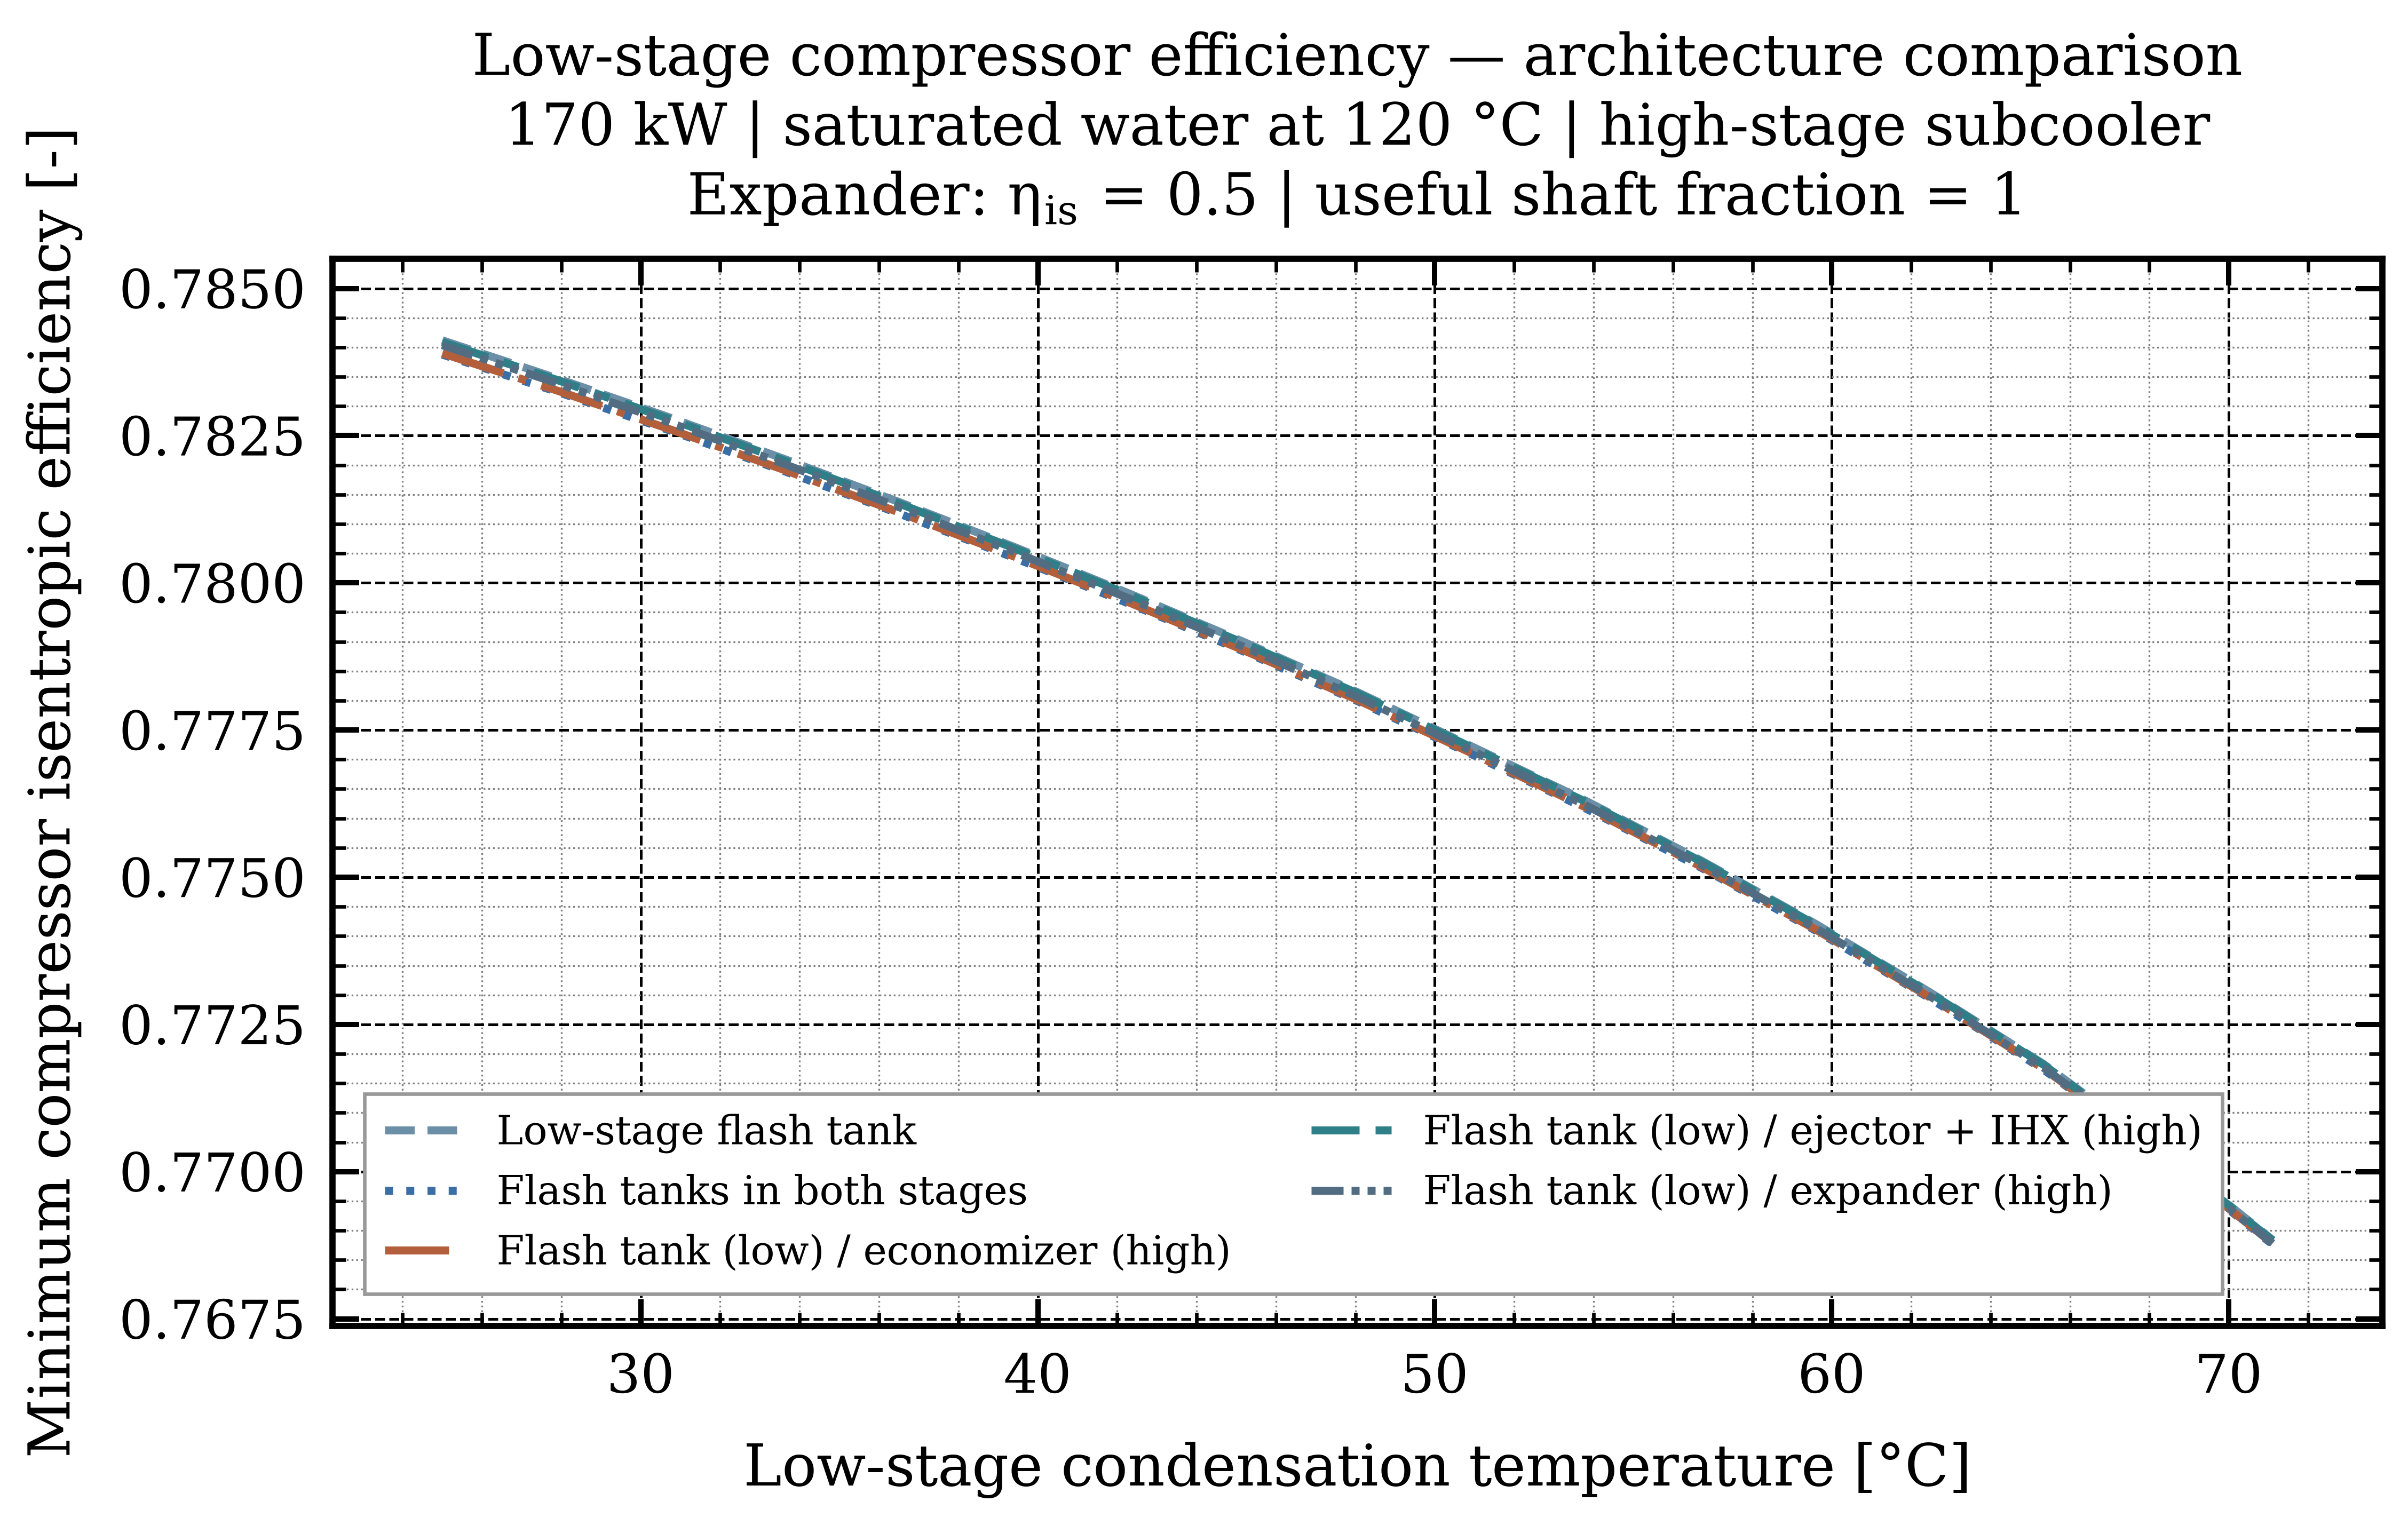 Low-stage compressor efficiency — architecture comparison
170 kW | saturated water at 120 °C | high-stage subcooler
Expander: ηis = 0.5 | useful shaft fraction = 1
Minimum compressor isentropic efficiency [-]
0.7850
0.7825
0.7800
0.7775
0.7750
0.7725
0.7700
0.7675
Low-stage flash tank
Flash tanks in both stages
Flash tank (low) / economizer (high)
Flash tank (low) / ejector + IHX (high)
Flash tank (low) / expander (high)
30 40 50 60 70
Low-stage condensation temperature [°C]